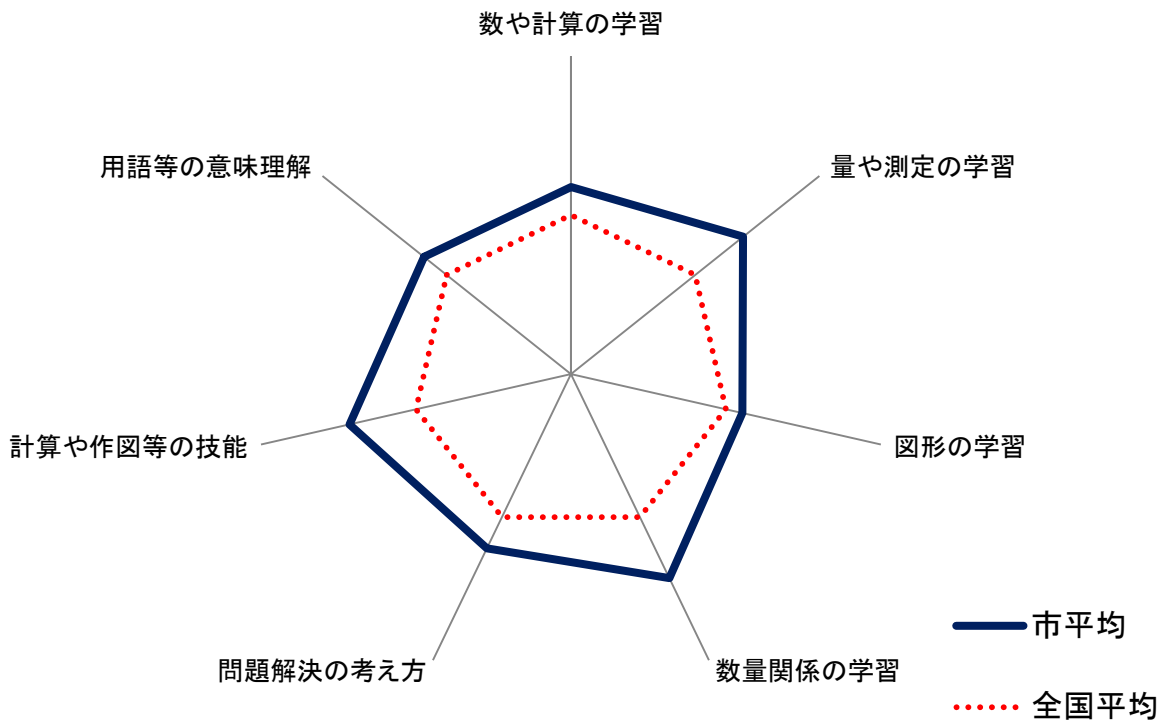 数や計算の学習
量や測定の学習
図形の学習
数量関係の学習
問題解決の考え方
計算や作図等の技能
用語等の意味理解
市平均
全国平均